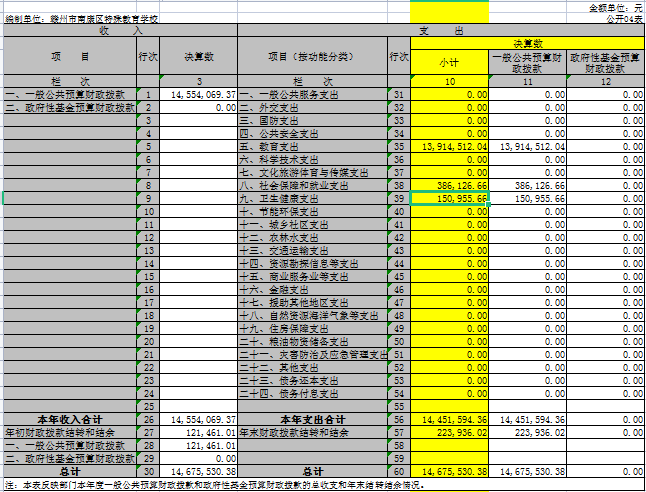 金额单位：元
编制单位：赣州市南康区特殊教育学校 公开04表
收 入 支 出
项 目 行次 决算数 项目（按功能分类） 行次 决算数
小计 一般公共预算财政拨款 政府性基金预算财政拨款
栏 次 3 栏 次 10 11 12
一、一般公共预算财政拨款 1 14,554,069.37 一、一般公共服务支出 31 0.00 0.00 0.00
二、政府性基金预算财政拨款 2 0.00 二、外交支出 32 0.00 0.00 0.00
3 三、国防支出 33 0.00 0.00 0.00
4 四、公共安全支出 34 0.00 0.00 0.00
5 五、教育支出 35 13,914,512.04 13,914,512.04 0.00
6 六、科学技术支出 36 0.00 0.00 0.00
7 七、文化旅游体育与传媒支出 37 0.00 0.00 0.00
8 八、社会保障和就业支出 38 386,126.66 386,126.66 0.00
9 九、卫生健康支出 39 150,955.66 150,955.66 0.00
10 十、节能环保支出 40 0.00 0.00 0.00
11 十一、城乡社区支出 41 0.00 0.00 0.00
12 十二、农林水支出 42 0.00 0.00 0.00
13 十三、交通运输支出 43 0.00 0.00 0.00
14 十四、资源勘探信息等支出 44 0.00 0.00 0.00
15 十五、商业服务业等支出 45 0.00 0.00 0.00
16 十六、金融支出 46 0.00 0.00 0.00
17 十七、援助其他地区支出 47 0.00 0.00 0.00
18 十八、自然资源海洋气象等支出 48 0.00 0.00 0.00
19 十九、住房保障支出 49 0.00 0.00 0.00
20 二十、粮油物资储备支出 50 0.00 0.00 0.00
21 二十一、灾害防治及应急管理支出 51 0.00 0.00 0.00
22 二十二、其他支出 52 0.00 0.00 0.00
23 二十三、债务还本支出 53 0.00 0.00 0.00
24 二十四、债务付息支出 54 0.00 0.00 0.00
25 55
本年收入合计 26 14,554,069.37 本年支出合计 56 14,451,594.36 14,451,594.36 0.00
年初财政拨款结转和结余 27 121,461.01 年末财政拨款结转和结余 57 223,936.02 223,936.02 0.00
一、一般公共预算财政拨款 28 121,461.01 58
二、政府性基金预算财政拨款 29 0.00 59
总计 30 14,675,530.38 总计 60 14,675,530.38 14,675,530.38 0.00
注：本表反映部门本年度一般公共预算财政拨款和政府性基金预算财政拨款的总收支和年末结转结余情况。